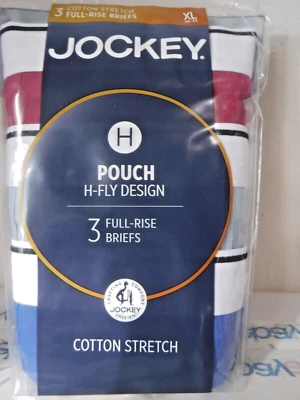 3 COTTON STRETCH
FULL-RISE BRIEFS
XL
JOCKEY®
H
POUCH
H-FLY DESIGN
3 FULL-RISE
BRIEFS
JOCKEY
COTTON STRETCH